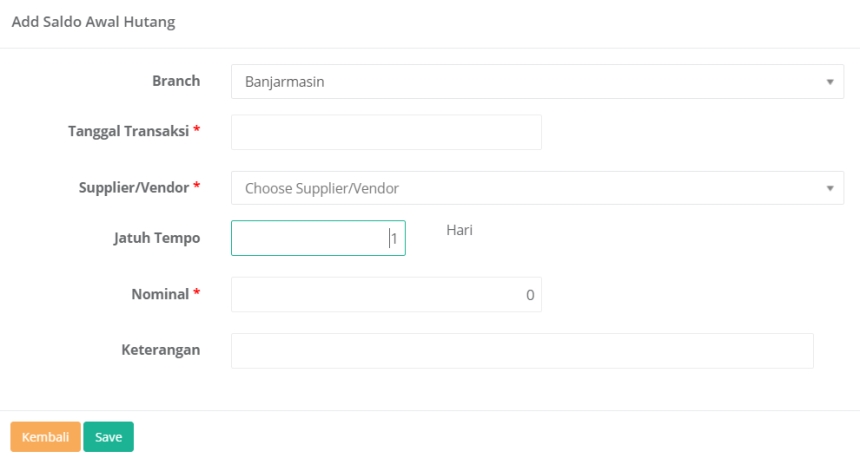 Add Saldo Awal Hutang
Branch Banjarmasin
Tanggal Transaksi *
Supplier/Vendor * Choose Supplier/Vendor
Jatuh Tempo 1 Hari
Nominal * 0
Keterangan
Kembali Save